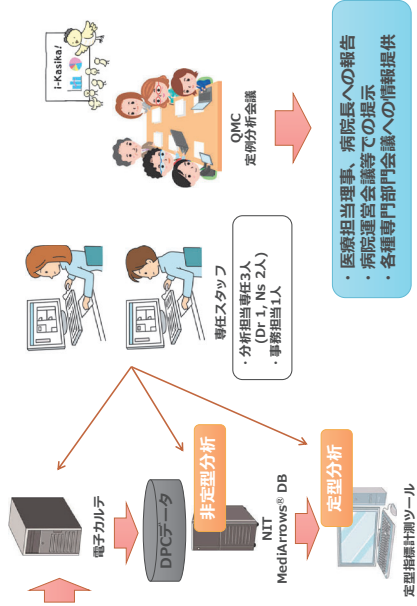 電子カルテ
DPCデータ
非定型分析
NIT
MediArrows® DB
定型分析
定型指標計測ツール
専任スタッフ
・分析担当専任3人
(Dr 1, Ns 2人)
・事務担当1人
i-Kasika!
QMC
定例分析会議
・医療担当理事、病院長への報告
・病院運営会議等での提示
・各種専門部門会議への情報提供